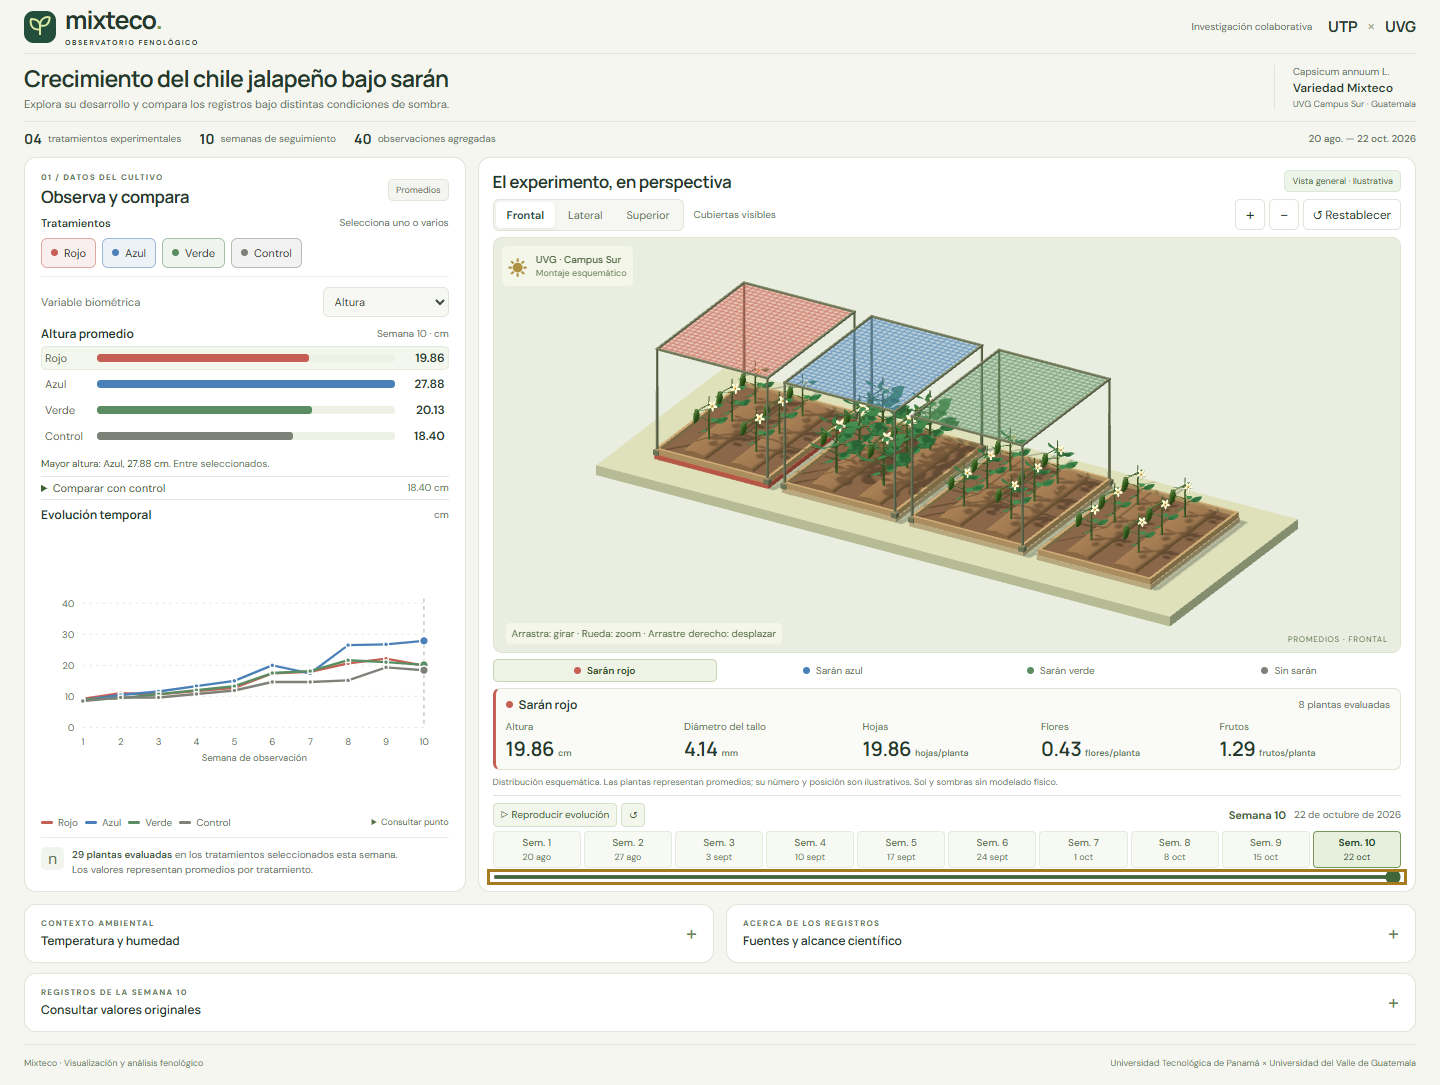 mixteco.
OBSERVATORIO FENOLÓGICO
Investigación colaborativa UTP × UVG
Crecimiento del chile jalapeño bajo sarán
Explora su desarrollo y compara los registros bajo distintas condiciones de sombra.
Capsicum annuum L.
Variedad Mixteco
UVG Campus Sur · Guatemala
04 tratamientos experimentales 10 semanas de seguimiento 40 observaciones agregadas
20 ago. — 22 oct. 2026
01 / DATOS DEL CULTIVO
Observa y compara
Promedios
Tratamientos
Selecciona uno o varios
Rojo Azul Verde Control
Variable biométrica
Altura
Altura promedio
Semana 10 · cm
Rojo 19.86
Azul 27.88
Verde 20.13
Control 18.40
Mayor altura: Azul, 27.88 cm. Entre seleccionados.
▶ Comparar con control 18.40 cm
Evolución temporal cm
40
30
20
10
0
1 2 3 4 5 6 7 8 9 10
Semana de observación
Rojo Azul Verde Control
▶ Consultar punto
n
29 plantas evaluadas en los tratamientos seleccionados esta semana.
Los valores representan promedios por tratamiento.
El experimento, en perspectiva
Vista general · Ilustrativa
Frontal Lateral Superior Cubiertas visibles
+ − ↺ Restablecer
UVG · Campus Sur
Montaje esquemático
Arrastra: girar · Rueda: zoom · Arrastre derecho: desplazar
PROMEDIOS · FRONTAL
Sarán rojo Sarán azul Sarán verde Sin sarán
Sarán rojo
8 plantas evaluadas
Altura Diámetro del tallo Hojas Flores Frutos
19.86 cm 4.14 mm 19.86 hojas/planta 0.43 flores/planta 1.29 frutos/planta
Distribución esquemática. Las plantas representan promedios; su número y posición son ilustrativos. Sol y sombras sin modelado físico.
▷ Reproducir evolución ↺
Semana 10 22 de octubre de 2026
Sem. 1 Sem. 2 Sem. 3 Sem. 4 Sem. 5 Sem. 6 Sem. 7 Sem. 8 Sem. 9 Sem. 10
20 ago 27 ago 3 sept 10 sept 17 sept 24 sept 1 oct 8 oct 15 oct 22 oct
CONTEXTO AMBIENTAL
Temperatura y humedad
+
ACERCA DE LOS REGISTROS
Fuentes y alcance científico
+
REGISTROS DE LA SEMANA 10
Consultar valores originales
+
Mixteco · Visualización y análisis fenológico
Universidad Tecnológica de Panamá × Universidad del Valle de Guatemala